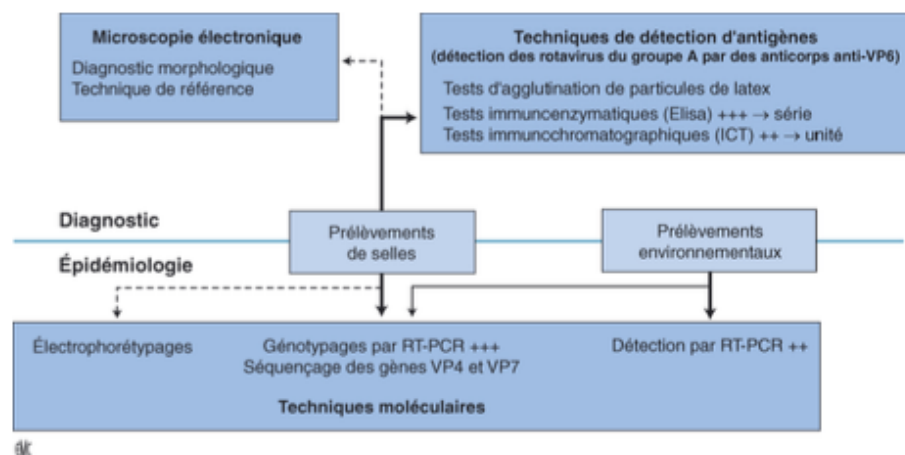 Microscopie électronique
Diagnostic morphologique
Technique de référence
Techniques de détection d'antigènes
(détection des rotavirus du groupe A par des anticorps anti-VP6)
Tests d'agglutination de particules de latex
Tests immuncenzymatiques (Elisa) +++ → série
Tests immunochromatographiques (ICT) ++ → unité
Diagnostic
Épidémiologie
Prélèvements
de selles
Prélèvements
environnementaux
Électrophorétypages
Génotypages par RT-PCR +++
Séquençage des gènes VP4 et VP7
Détection par RT-PCR ++
Techniques moléculaires